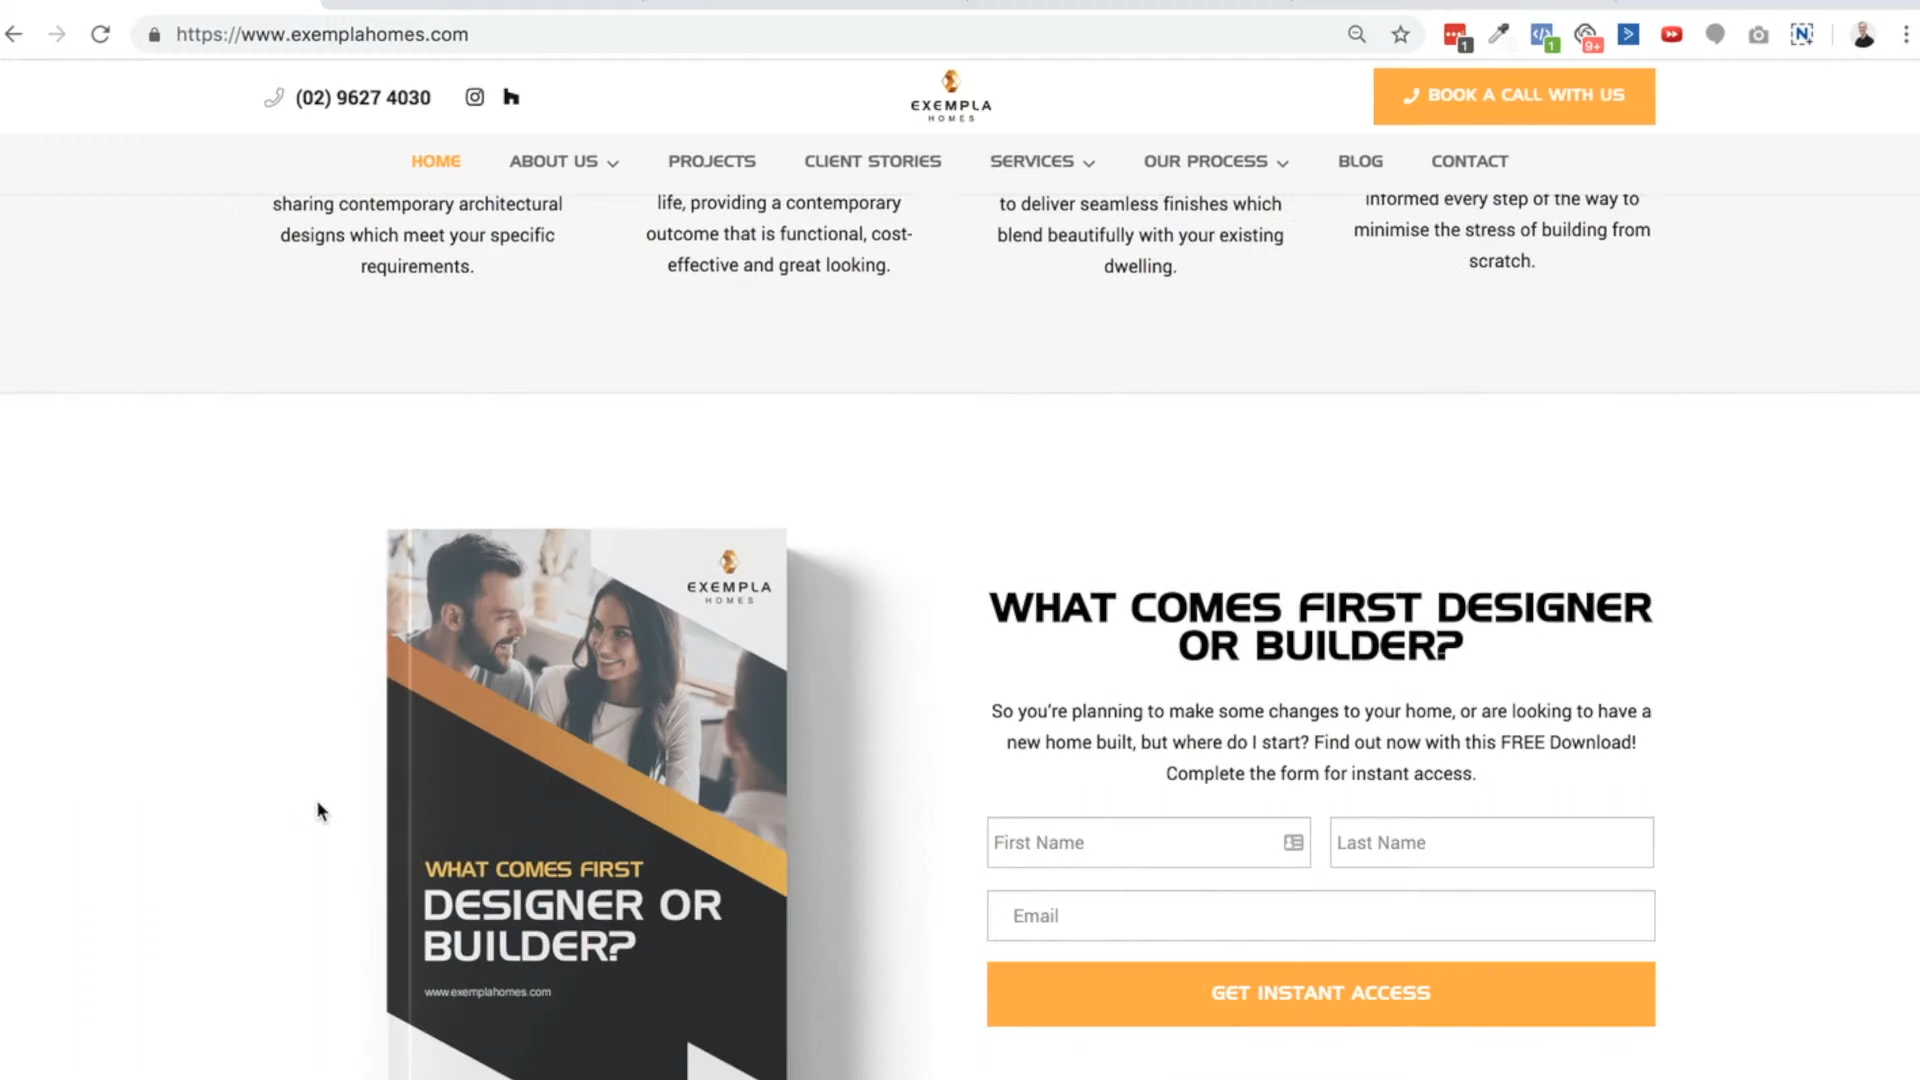 https://www.exemplahomes.com
1
1
9+
(02) 9627 4030
EXEMPLA
HOMES
BOOK A CALL WITH US
HOME
ABOUT US
PROJECTS
CLIENT STORIES
SERVICES
OUR PROCESS
BLOG
CONTACT
sharing contemporary architectural
designs which meet your specific
requirements.
life, providing a contemporary
outcome that is functional, cost-
effective and great looking.
to deliver seamless finishes which
blend beautifully with your existing
dwelling.
informed every step of the way to
minimise the stress of building from
scratch.
EXEMPLA
HOMES
WHAT COMES FIRST
DESIGNER OR
BUILDER?
www.exemplahomes.com
WHAT COMES FIRST DESIGNER
OR BUILDER?
So you're planning to make some changes to your home, or are looking to have a
new home built, but where do I start? Find out now with this FREE Download!
Complete the form for instant access.
First Name
Last Name
Email
GET INSTANT ACCESS